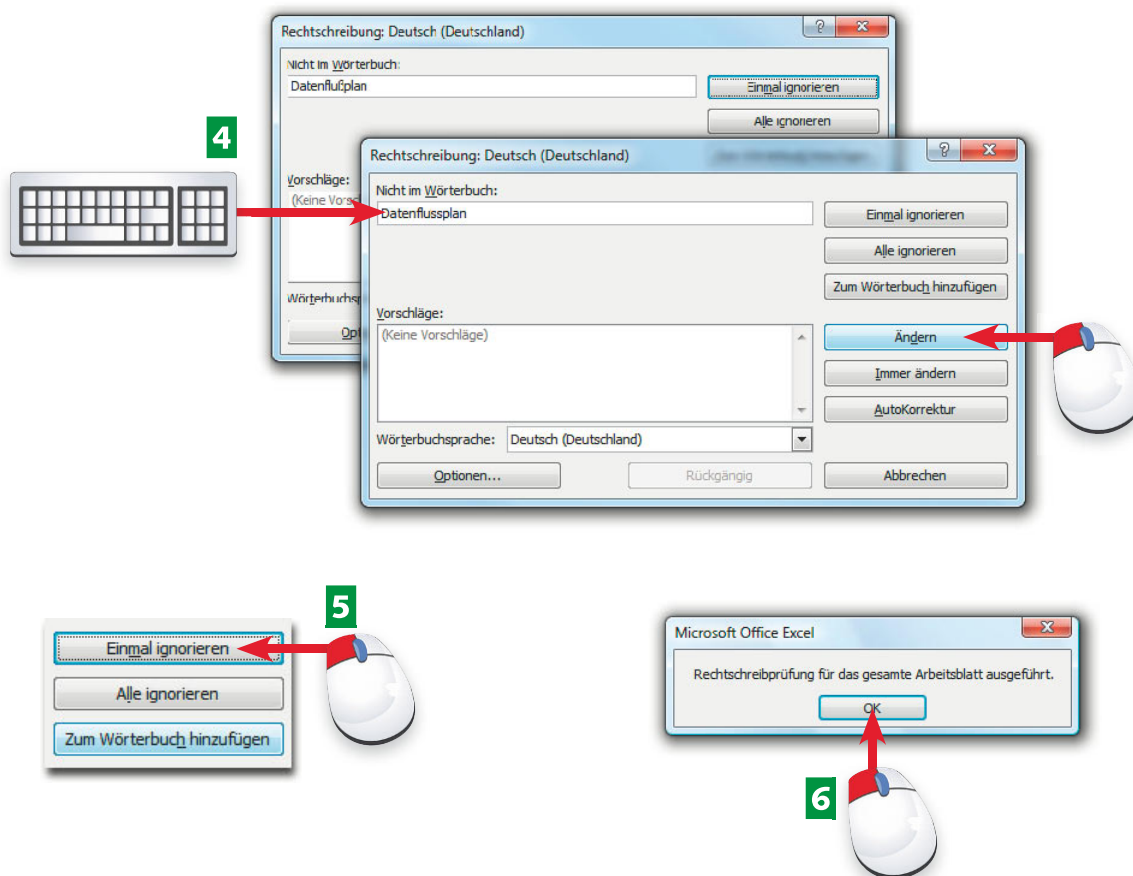 Rechtschreibung: Deutsch (Deutschland)
Nicht im Wörterbuch:
Datenflußplan
Einmal ignorieren
Alle ignorieren
Vorschläge:
(Keine
4
Rechtschreibung: Deutsch (Deutschland)
Nicht im Wörterbuch:
Datenflussplan
Einmal ignorieren
Alle ignorieren
Zum Wörterbuch hinzufügen
Vorschläge:
(Keine Vorschläge)
Ändern
Immer ändern
AutoKorrektur
Wörterbuchsprache: Deutsch (Deutschland)
Optionen...
Rückgängig
Abbrechen
5
Einmal ignorieren
Alle ignorieren
Zum Wörterbuch hinzufügen
Microsoft Office Excel
Rechtschreibprüfung für das gesamte Arbeitsblatt ausgeführt.
OK
6